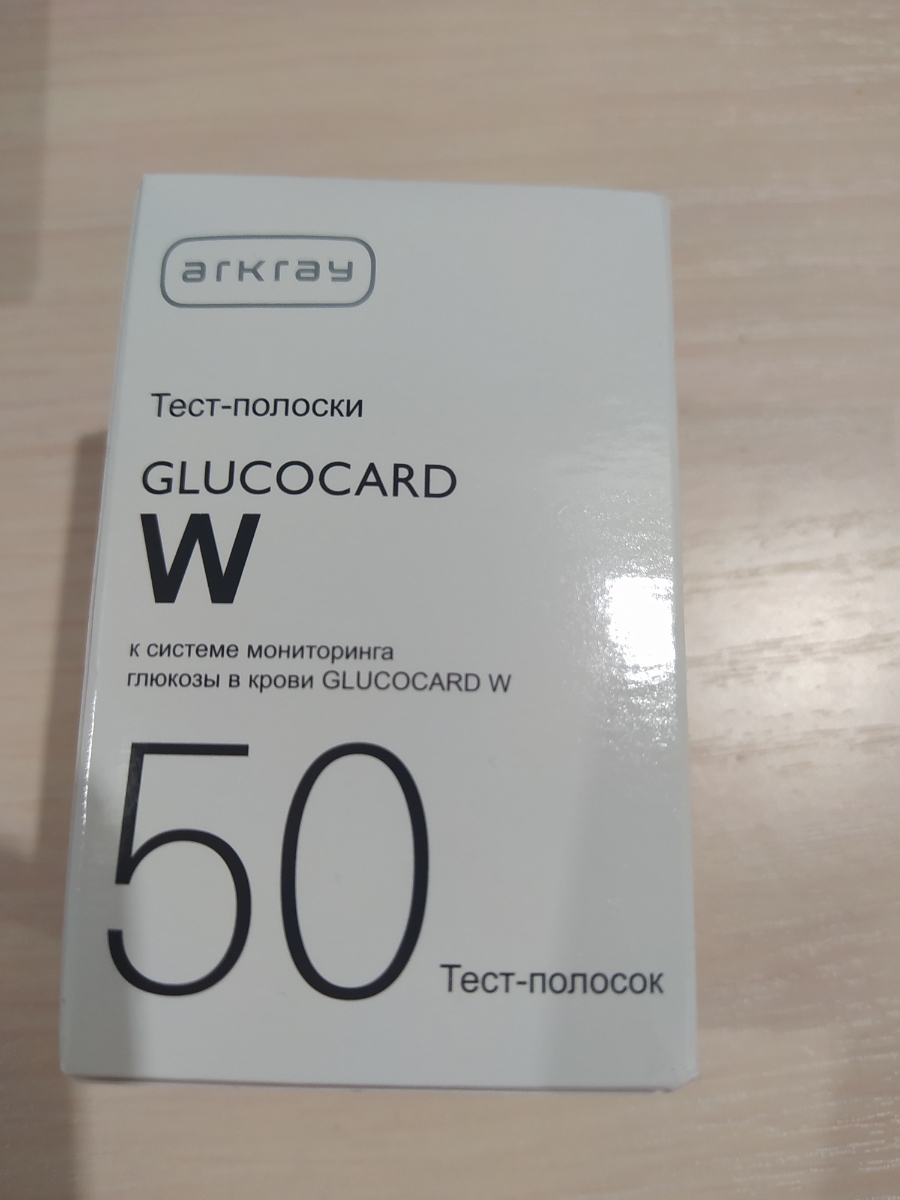 arkray
Тест-полоски
GLUCOCARD
W
к системе мониторинга
глюкозы в крови GLUCOCARD W
50 Тест-полосок